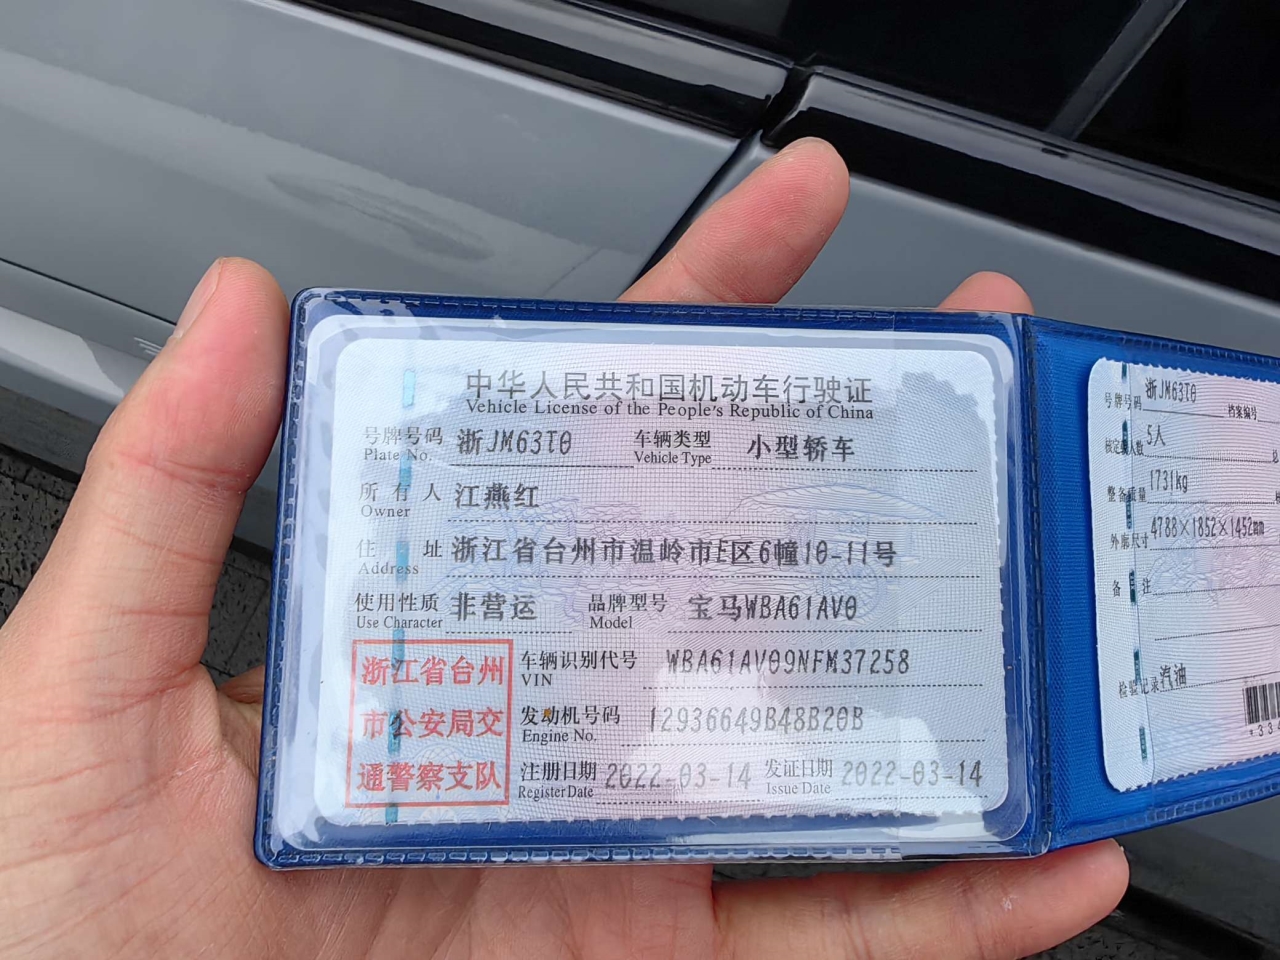 中华人民共和国机动车行驶证
Vehicle License of the People's Republic of China
号牌号码 浙JM63T0 车辆类型 小型轿车
Plate No. Vehicle Type
所有人 江燕红
Owner
住址 浙江省台州市温岭市E区6幢10-11号
Address
使用性质 非营运 品牌型号 宝马WBA61AV0
Use Character Model
浙江省台州
市公安局交
通警察支队
车辆识别代号 WBA61AV09NFM37258
VIN
发动机号码 12936649B48B20B
Engine No.
注册日期 2022-03-14 发证日期 2022-03-14
Register Date Issue Date
号牌号码 浙JM63T0 档案编号
核定载人数 5人
整备质量 1731kg
外廓尺寸 4788×1852×1452mm
备注
检验记录 汽油